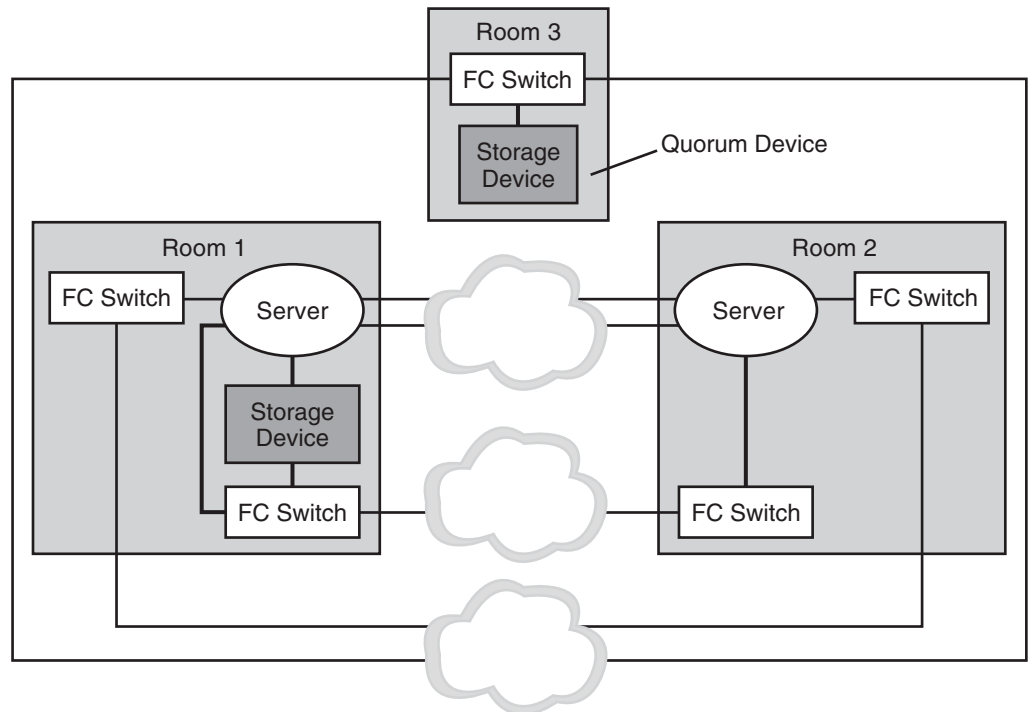 Room 3
FC Switch
Storage
Device
Quorum Device
Room 1
FC Switch
Server
Storage
Device
FC Switch
Room 2
Server
FC Switch
FC Switch